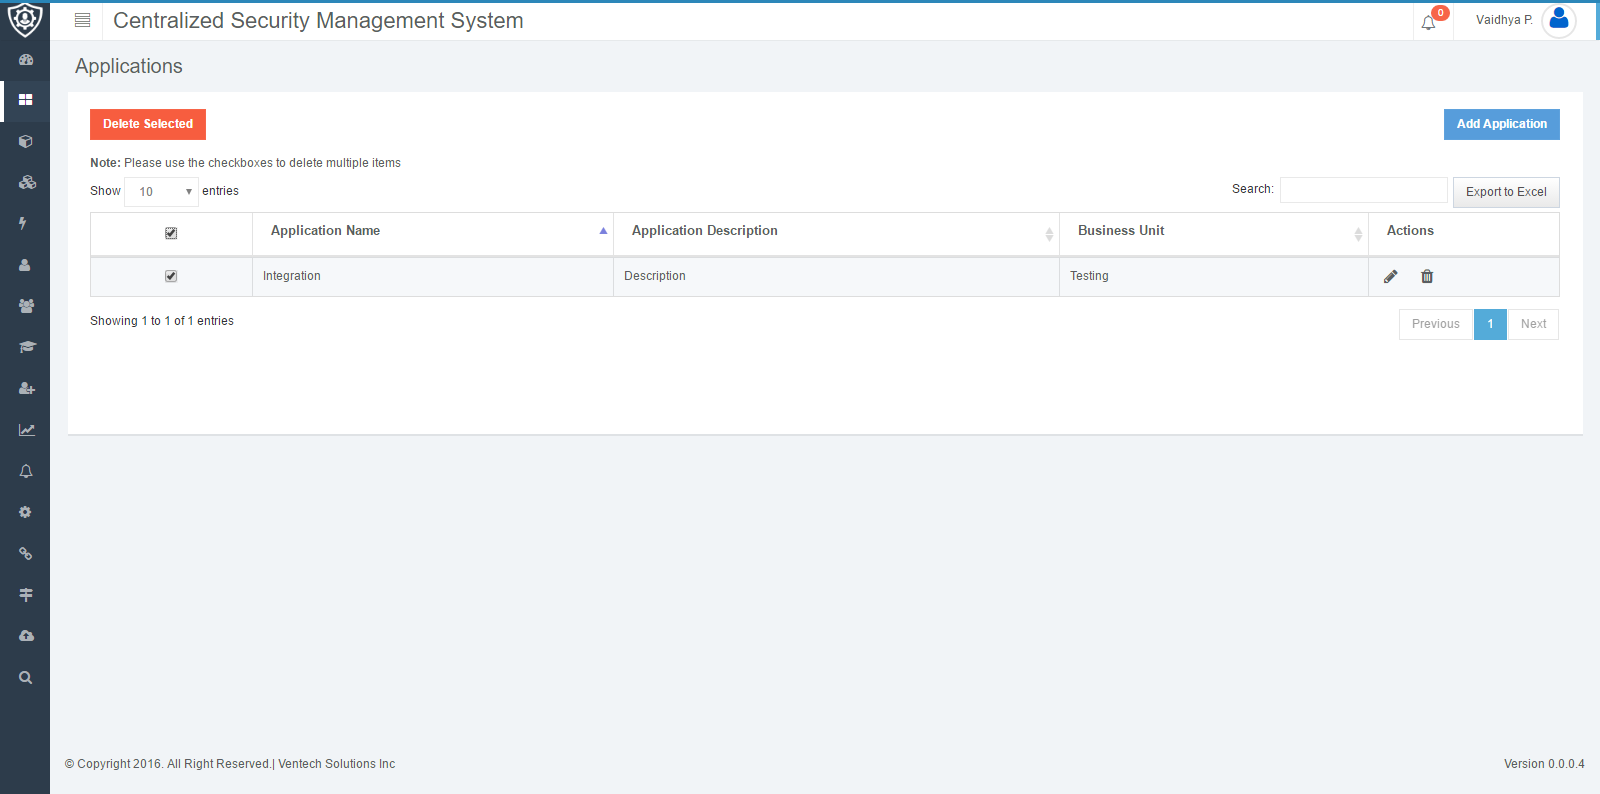 Centralized Security Management System
0
Vaidhya P.
Applications
Delete Selected
Add Application
Note: Please use the checkboxes to delete multiple items
Show 10 entries
Search:
Export to Excel
Application Name
Application Description
Business Unit
Actions
Integration
Description
Testing
Showing 1 to 1 of 1 entries
Previous
1
Next
© Copyright 2016. All Right Reserved.| Ventech Solutions Inc
Version 0.0.0.4